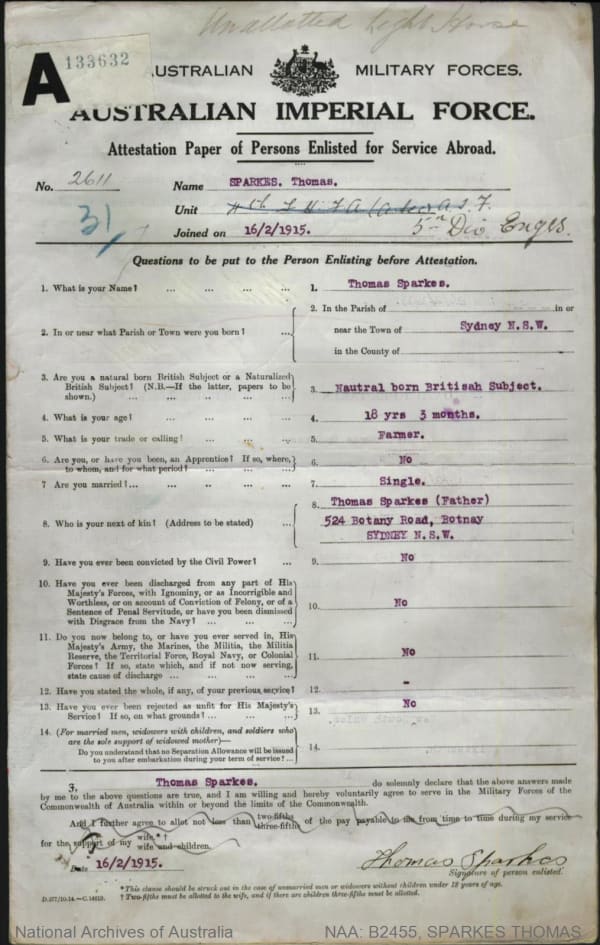 Unallotted Light Horse
A 133632
AUSTRALIAN MILITARY FORCES.
AUSTRALIAN IMPERIAL FORCE.
Attestation Paper of Persons Enlisted for Service Abroad.
No. 2611 Name SPARKES, Thomas.
31 Unit
5th Div Enges.
Joined on 16/2/1915.
Questions to be put to the Person Enlisting before Attestation.
1. What is your Name? ... ... ... ... 1. Thomas Sparkes.
2. In or near what Parish or Town were you born? ... 2. In the Parish of in or
near the Town of Sydney N.S.W.
in the County of
3. Are you a natural born British Subject or a Naturalized
British Subject? (N.B.—If the latter, papers to be
shown.) ... ... ... ... ... 3. Nautral born Britisah Subject.
4. What is your age? ... ... ... ... 4. 18 yrs 3 months.
5. What is your trade or calling? ... ... ... 5. Farmer.
6. Are you, or have you been, an Apprentice? If so, where,
to whom, and for what period? ... ... ... 6. No
7 Are you married?... ... ... ... ... 7. Single.
8. Who is your next of kin? (Address to be stated) ... 8. Thomas Sparkes (Father)
524 Botany Road, Botnay
SYDNEY N.S.W.
9. Have you ever been convicted by the Civil Power? ... 9. No
10. Have you ever been discharged from any part of His
Majesty's Forces, with Ignominy, or as Incorrigible and
Worthless, or on account of Conviction of Felony, or of a
Sentence of Penal Servitude, or have you been dismissed
with Disgrace from the Navy? ... ... ... 10. No
11. Do you now belong to, or have you ever served in, His
Majesty's Army, the Marines, the Militia, the Militia
Reserve, the Territorial Force, Royal Navy, or Colonial
Forces? If so, state which, and if not now serving,
state cause of discharge ... ... ... ... 11. No
12. Have you stated the whole, if any, of your previous service? 12. -
13. Have you ever been rejected as unfit for His Majesty's
Service? If so, on what grounds? ... ... ... 13. No
14. (For married men, widowers with children, and soldiers who
are the sole support of widowed mother)—
Do you understand that no Separation Allowance will be issued
to you after embarkation during your term of service? ... 14.
Thomas Sparkes. do solemnly declare that the above answers made
by me to the above questions are true, and I am willing and hereby voluntarily agree to serve in the Military Forces of the
Commonwealth of Australia within or beyond the limits of the Commonwealth.
And I further agree to allot not less than two-fifths three-fifths of the pay payable to me from time to time during my service
for the support of my wife.*† wife and children.
Date 16/2/1915. Thomas Sparkes
Signature of person enlisted.
* This clause should be struck out in the case of unmarried men or widowers without children under 18 years of age.
† Two-fifths must be allotted to the wife, and if there are children three-fifths must be allotted.
National Archives of Australia NAA: B2455, SPARKES THOMAS